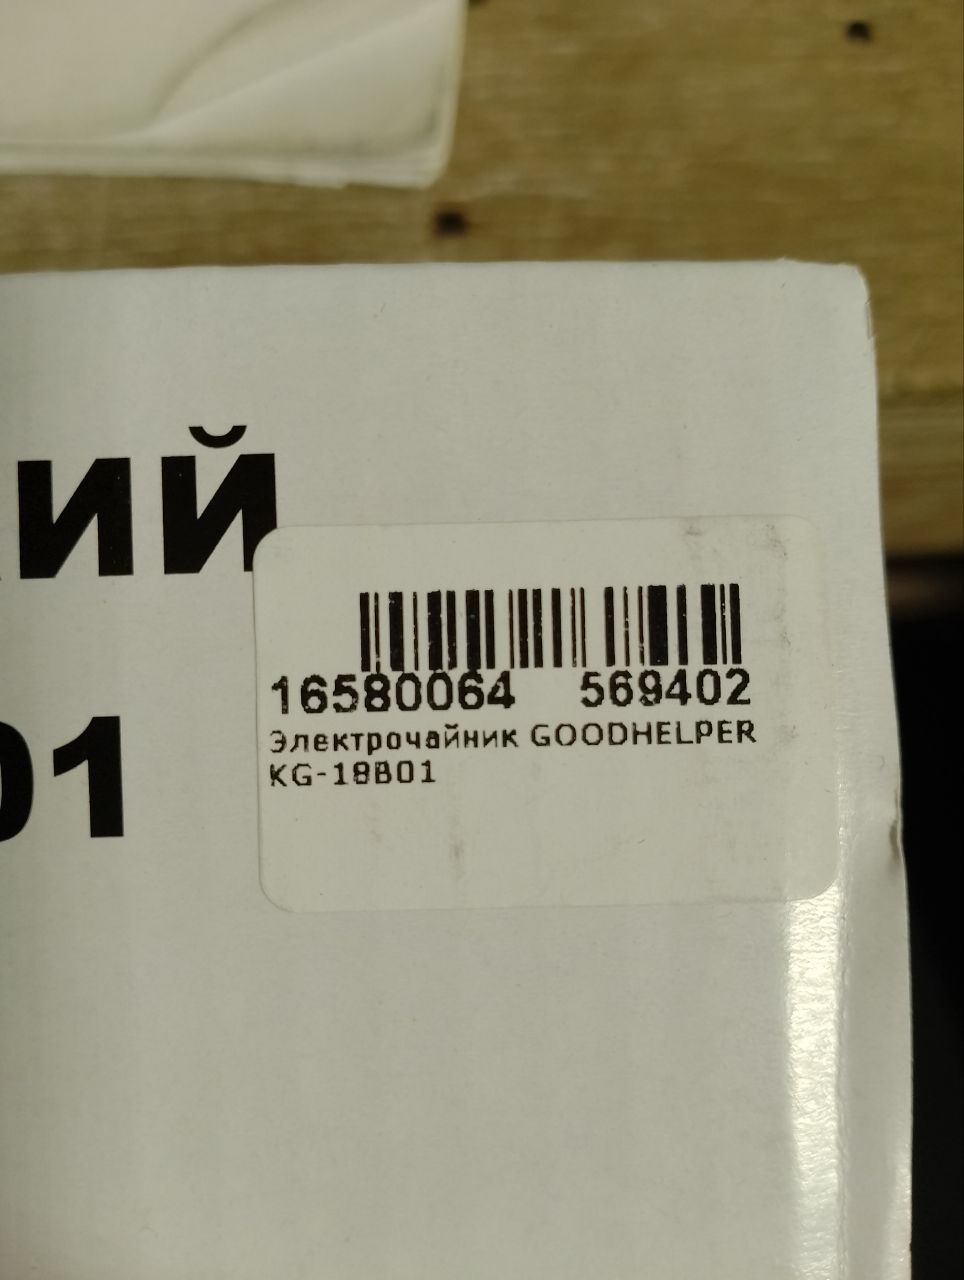 ий
16580064 569402
Электрочайник GOODHELPER
KG-18B01
01